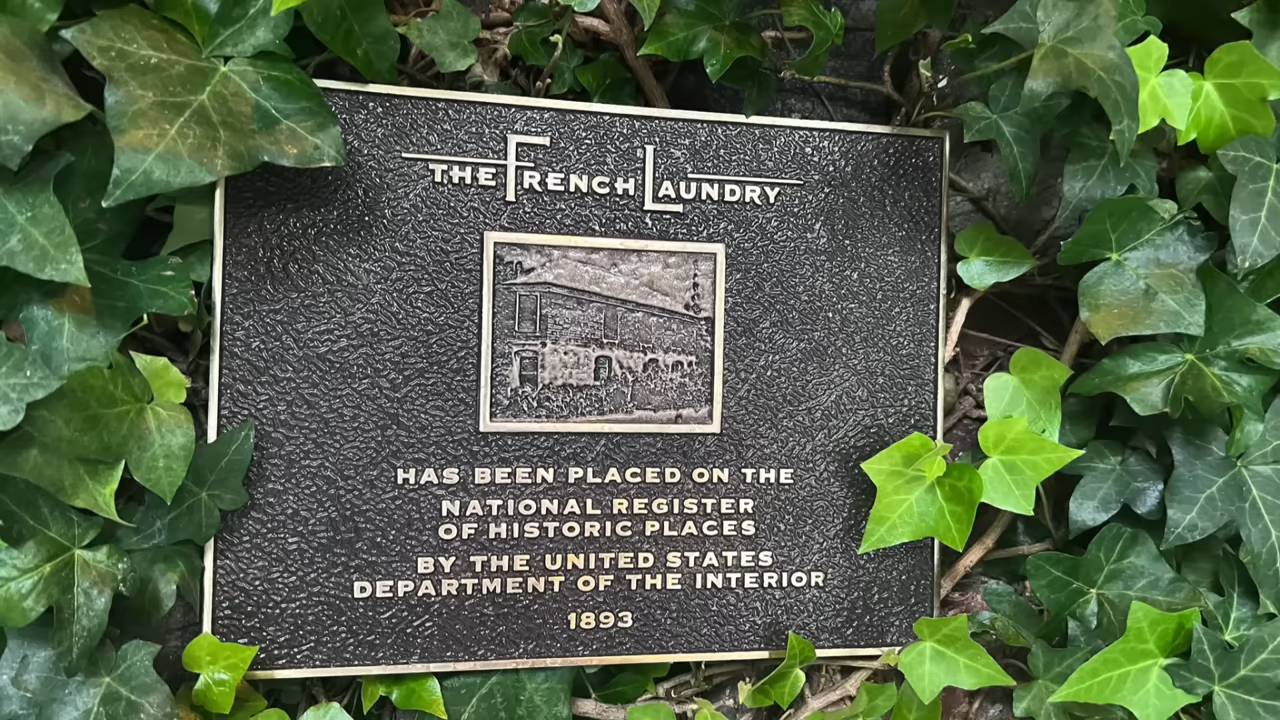 THE FRENCH LAUNDRY
HAS BEEN PLACED ON THE
NATIONAL REGISTER
OF HISTORIC PLACES
BY THE UNITED STATES
DEPARTMENT OF THE INTERIOR
1893